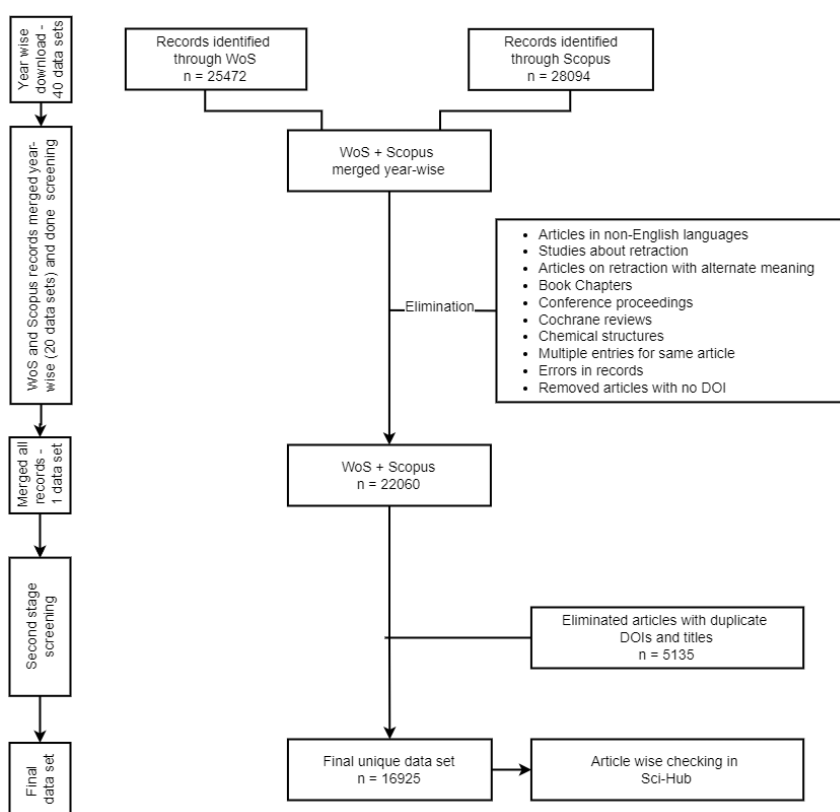 Year wise
download -
40 data sets
Records identified
through WoS
n = 25472
Records identified
through Scopus
n = 28094
WoS and Scopus records merged year-
wise (20 data sets) and done screening
WoS + Scopus
merged year-wise
Elimination
Articles in non-English languages
Studies about retraction
Articles on retraction with alternate meaning
Book Chapters
Conference proceedings
Cochrane reviews
Chemical structures
Multiple entries for same article
Errors in records
Removed articles with no DOI
Merged all
records -
1 data set
WoS + Scopus
n = 22060
Second stage
screening
Eliminated articles with duplicate
DOIs and titles
n = 5135
Final
data set
Final unique data set
n = 16925
Article wise checking in
Sci-Hub